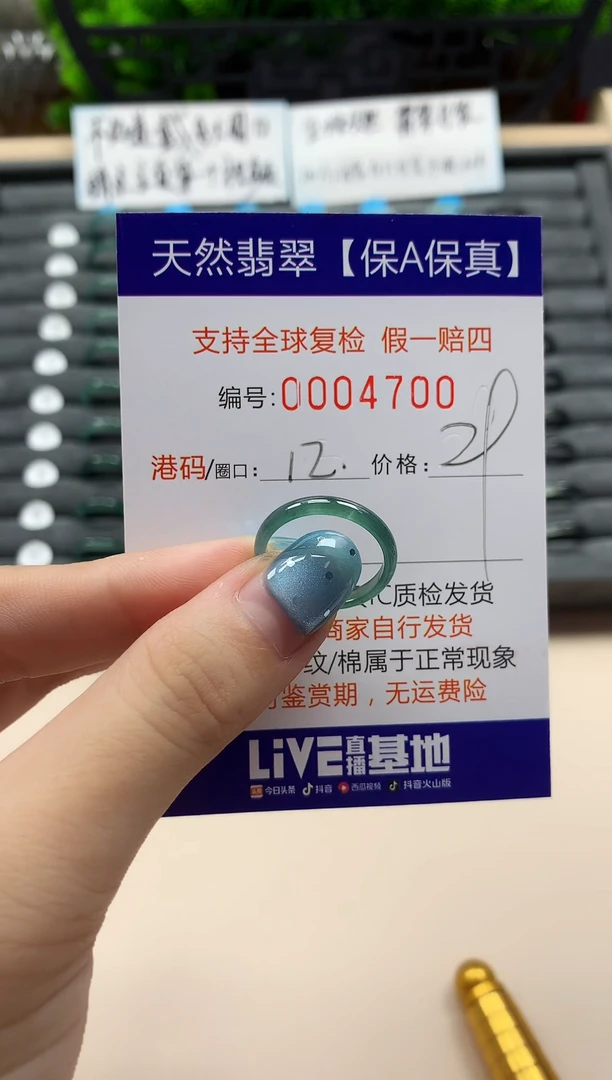 天然翡翠【保A保真】
支持全球复检 假一赔四
编号:0004700
港码/圈口: 12. 价格:
IC质检发货
商家自行发货
纹/棉属于正常现象
鉴赏期，无运费险
LiVE直播基地
今日头条 抖音 西瓜视频 抖音火山版